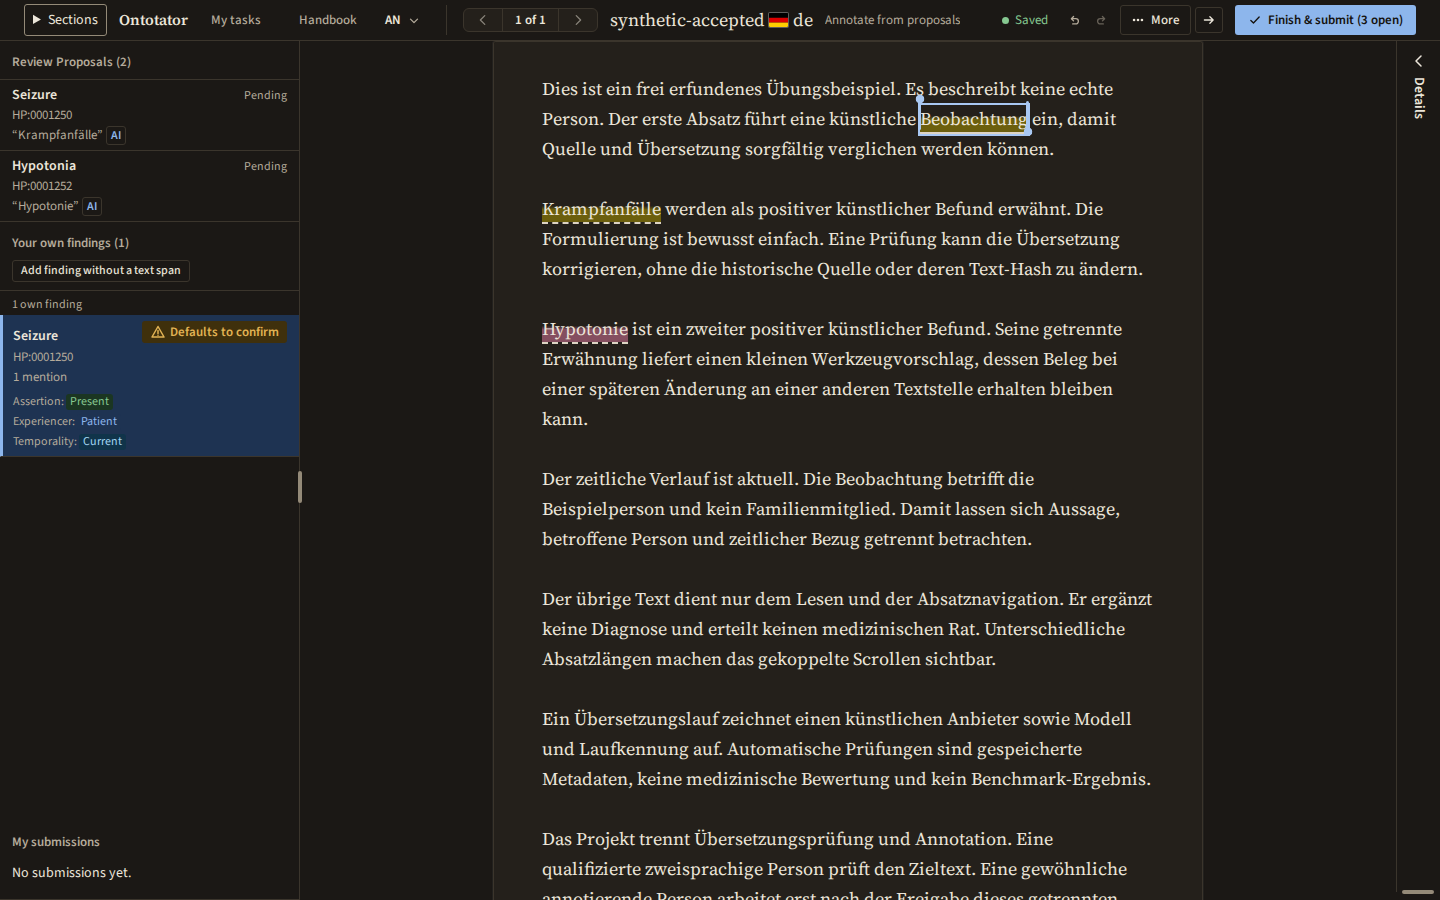 Sections
Ontotator
My tasks
Handbook
AN
1 of 1
synthetic-accepted de
Annotate from proposals
Saved
More
Finish & submit (3 open)
Review Proposals (2)
Seizure
Pending
HP:0001250
“Krampfanfälle” AI
Hypotonia
Pending
HP:0001252
“Hypotonie” AI
Your own findings (1)
Add finding without a text span
1 own finding
Seizure
Defaults to confirm
HP:0001250
1 mention
Assertion: Present
Experiencer: Patient
Temporality: Current
My submissions
No submissions yet.
Dies ist ein frei erfundenes Übungsbeispiel. Es beschreibt keine echte
Person. Der erste Absatz führt eine künstliche Beobachtung ein, damit
Quelle und Übersetzung sorgfältig verglichen werden können.
Krampfanfälle werden als positiver künstlicher Befund erwähnt. Die
Formulierung ist bewusst einfach. Eine Prüfung kann die Übersetzung
korrigieren, ohne die historische Quelle oder deren Text-Hash zu ändern.
Hypotonie ist ein zweiter positiver künstlicher Befund. Seine getrennte
Erwähnung liefert einen kleinen Werkzeugvorschlag, dessen Beleg bei
einer späteren Änderung an einer anderen Textstelle erhalten bleiben
kann.
Der zeitliche Verlauf ist aktuell. Die Beobachtung betrifft die
Beispielperson und kein Familienmitglied. Damit lassen sich Aussage,
betroffene Person und zeitlicher Bezug getrennt betrachten.
Der übrige Text dient nur dem Lesen und der Absatznavigation. Er ergänzt
keine Diagnose und erteilt keinen medizinischen Rat. Unterschiedliche
Absatzlängen machen das gekoppelte Scrollen sichtbar.
Ein Übersetzungslauf zeichnet einen künstlichen Anbieter sowie Modell
und Laufkennung auf. Automatische Prüfungen sind gespeicherte
Metadaten, keine medizinische Bewertung und kein Benchmark-Ergebnis.
Das Projekt trennt Übersetzungsprüfung und Annotation. Eine
qualifizierte zweisprachige Person prüft den Zieltext. Eine gewöhnliche
annotierende Person arbeitet erst nach der Freigabe dieses getrennten
Details